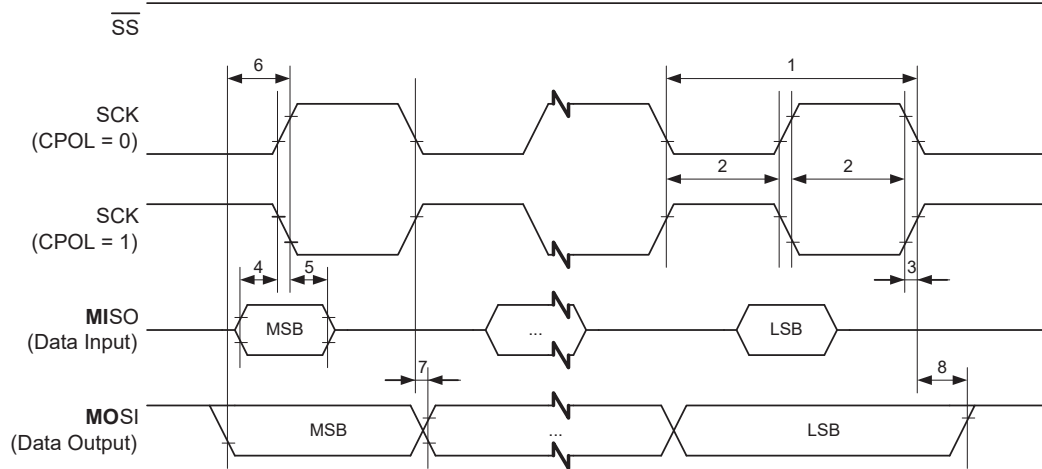 SS
6
1
SCK
(CPOL = 0)
2
2
SCK
(CPOL = 1)
4
5
3
MISO
(Data Input)
MSB
...
LSB
7
8
MOSI
(Data Output)
MSB
...
LSB